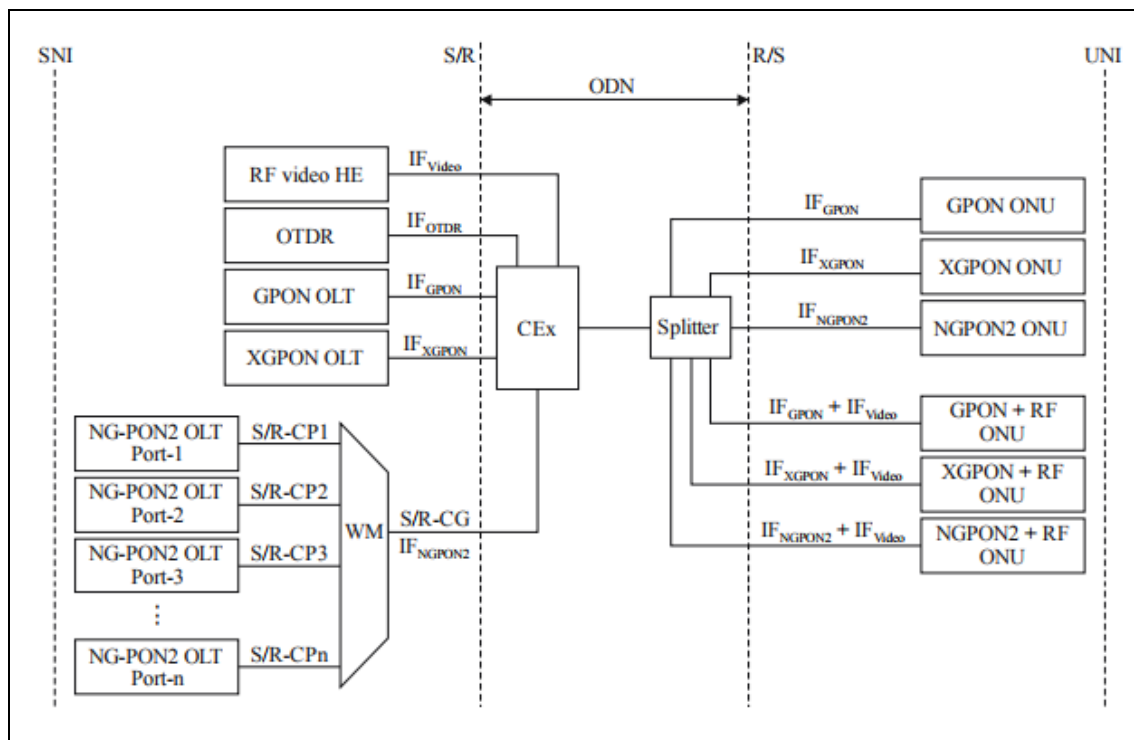 SNI
S/R
R/S
UNI
ODN
RF video HE
IFVideo
OTDR
IFOTDR
GPON OLT
IFGPON
XGPON OLT
IFXGPON
CEx
Splitter
IFGPON
GPON ONU
IFXGPON
XGPON ONU
IFNGPON2
NGPON2 ONU
IFGPON + IFVideo
GPON + RF
ONU
IFXGPON + IFVideo
XGPON + RF
ONU
IFNGPON2 + IFVideo
NGPON2 + RF
ONU
NG-PON2 OLT
Port-1
S/R-CP1
NG-PON2 OLT
Port-2
S/R-CP2
NG-PON2 OLT
Port-3
S/R-CP3
⋮
NG-PON2 OLT
Port-n
S/R-CPn
WM
S/R-CG
IFNGPON2